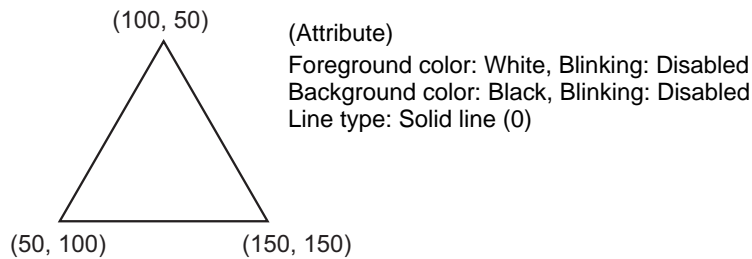 (100, 50)
(Attribute)
Foreground color: White, Blinking: Disabled
Background color: Black, Blinking: Disabled
Line type: Solid line (0)
(50, 100)
(150, 150)